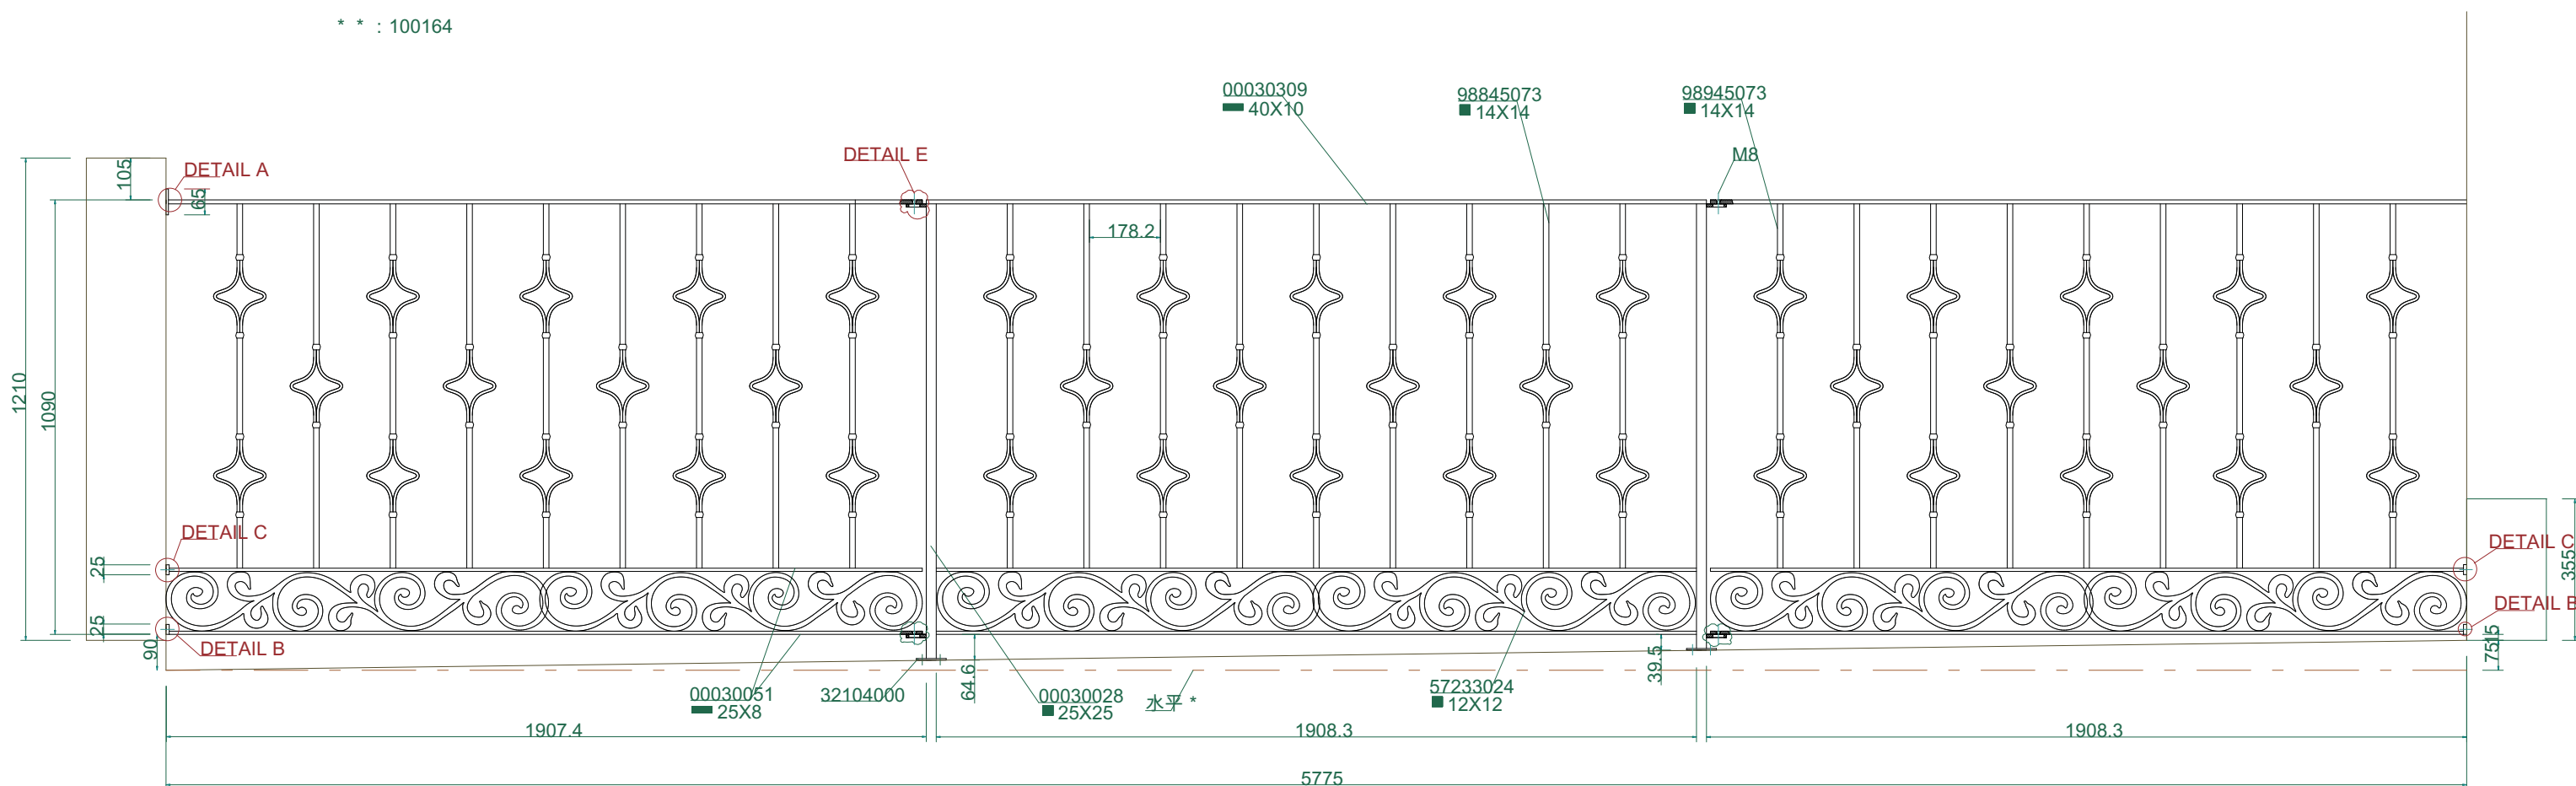 * * : 100164
00030309
40X10
98845073
14X14
98945073
14X14
M8
DETAIL A
DETAIL E
105
65
178.2
1210
1090
DETAIL C
25
25
DETAIL B
90
DETAIL C
355
DETAIL B
15
75
64.6
39.5
00030051
25X8
32104000
00030028
25X25
水平 *
57233024
12X12
1907.4
1908.3
1908.3
5775